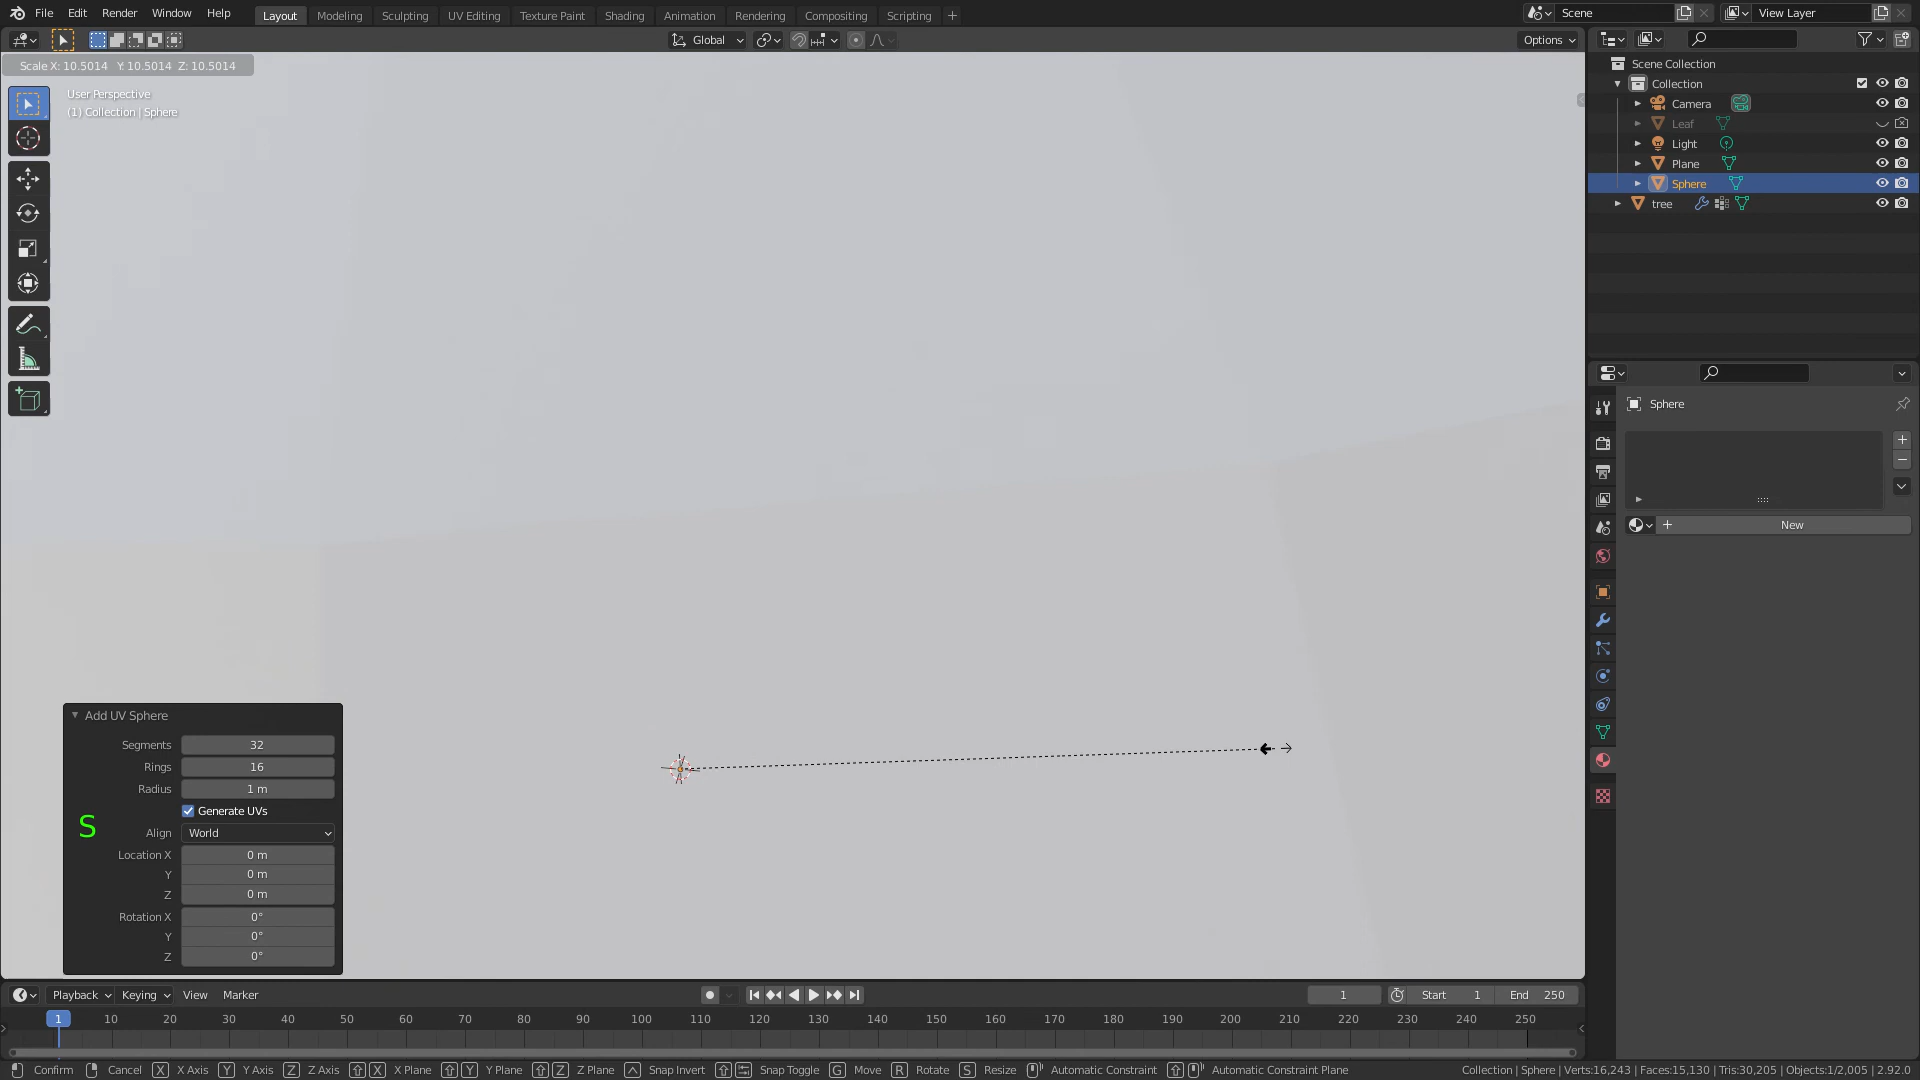 File Edit Render Window Help
Layout Modeling Sculpting UV Editing Texture Paint Shading Animation Rendering Compositing Scripting
Scene
View Layer
Global
Options
Scale X: 10.5014 Y: 10.5014 Z: 10.5014
User Perspective
(1) Collection | Sphere
Scene Collection
Collection
Camera
Leaf
Light
Plane
Sphere
tree
Sphere
New
Add UV Sphere
Segments 32
Rings 16
Radius 1 m
Generate UVs
S
Align World
Location X 0 m
Y 0 m
Z 0 m
Rotation X 0°
Y 0°
Z 0°
Playback Keying View Marker
1 Start 1 End 250
1 10 20 30 40 50 60 70 80 90 100 110 120 130 140 150 160 170 180 190 200 210 220 230 240 250
Confirm Cancel X X Axis Y Y Axis Z Z Axis X X Plane Y Y Plane Z Z Plane Snap Invert Snap Toggle G Move R Rotate S Resize Automatic Constraint Automatic Constraint Plane Collection | Sphere | Verts:16,243 | Faces:15,130 | Tris:30,205 | Objects:1/2,005 | 2.92.0